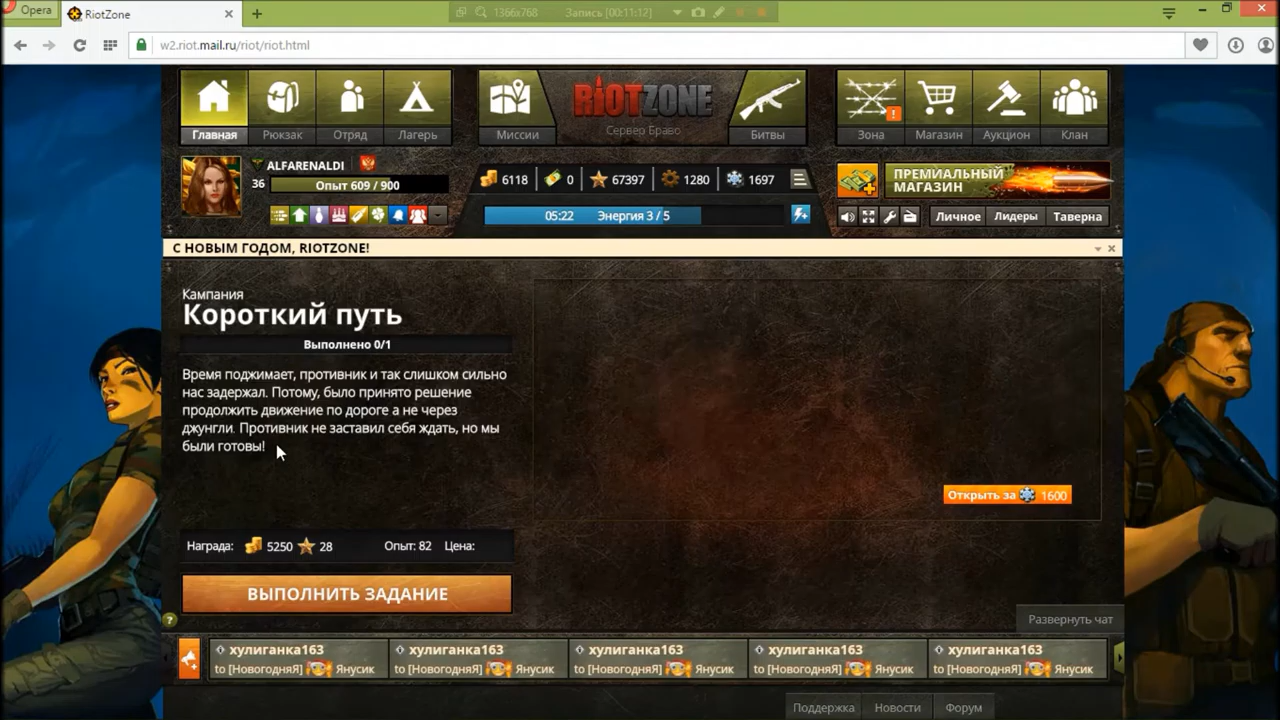 Opera
RiotZone
1366x768
Запись [00:11:12]
w2.riot.mail.ru/riot/riot.html
Главная
Рюкзак
Отряд
Лагерь
Миссии
RIOTZONE
Сервер Браво
Битвы
Зона
Магазин
Аукцион
Клан
ALFARENALDI
36
Опыт 609 / 900
6118
0
67397
1280
1697
05:22
Энергия 3 / 5
ПРЕМИАЛЬНЫЙ
МАГАЗИН
Личное
Лидеры
Таверна
С НОВЫМ ГОДОМ, RIOTZONE!
Кампания
Короткий путь
Выполнено 0/1
Время поджимает, противник и так слишком сильно
нас задержал. Потому, было принято решение
продолжить движение по дороге а не через
джунгли. Противник не заставил себя ждать, но мы
были готовы!
Открыть за 1600
Награда: 5250 28 Опыт: 82 Цена:
ВЫПОЛНИТЬ ЗАДАНИЕ
?
Развернуть чат
хулиганка163
to [НовогодняЯ] Янусик
хулиганка163
to [НовогодняЯ] Янусик
хулиганка163
to [НовогодняЯ] Янусик
хулиганка163
to [НовогодняЯ] Янусик
хулиганка163
to [НовогодняЯ] Янусик
Поддержка
Новости
Форум